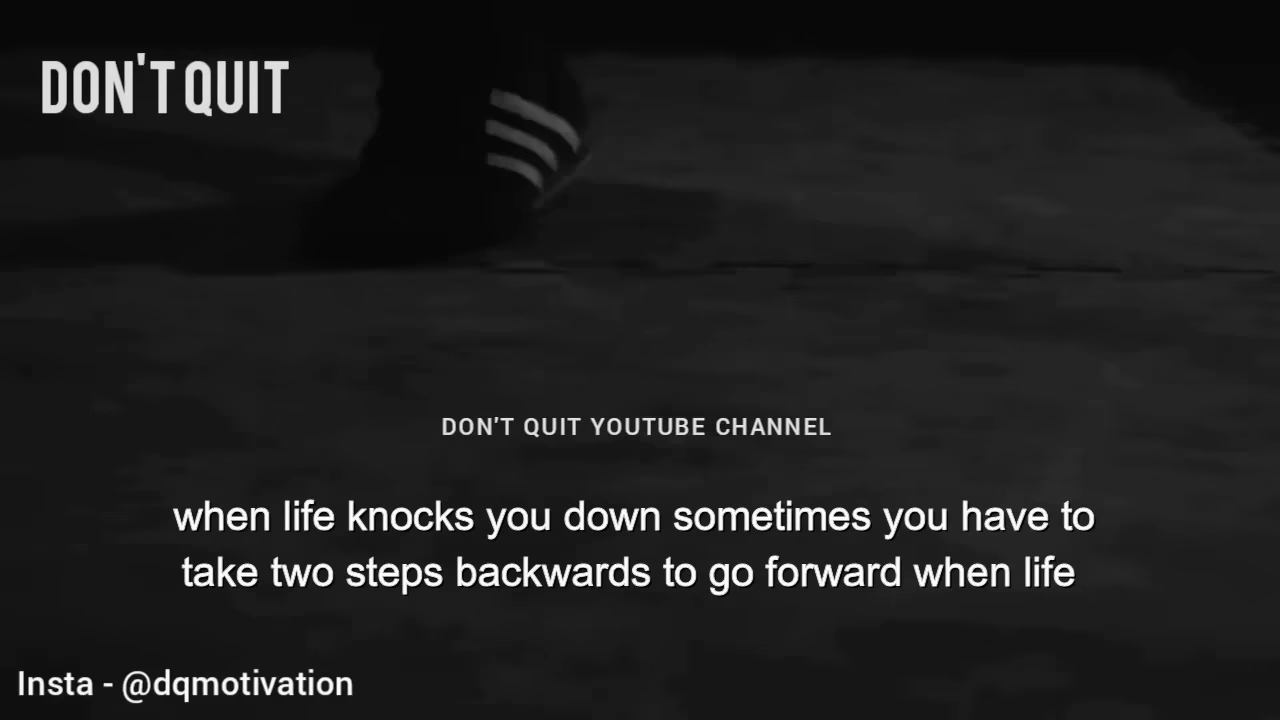 DON'T QUIT
DON'T QUIT YOUTUBE CHANNEL
when life knocks you down sometimes you have to
take two steps backwards to go forward when life
Insta - @dqmotivation